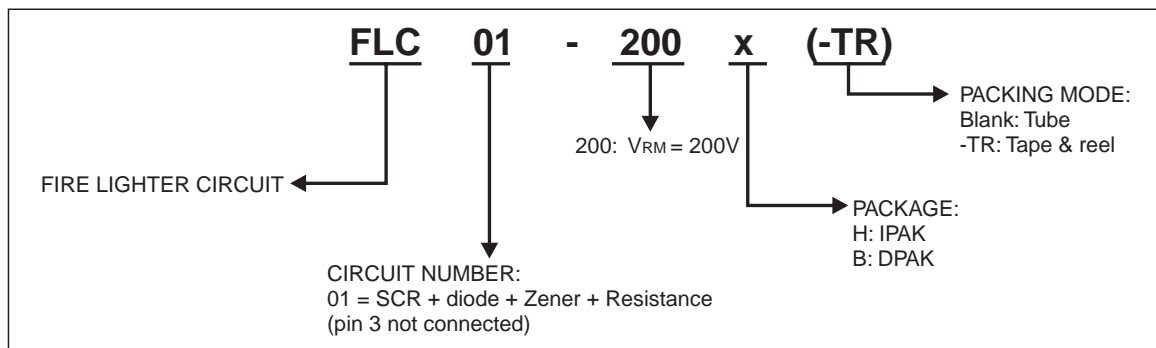 FLC 01 - 200 x (-TR)
PACKING MODE:
Blank: Tube
-TR: Tape & reel
200: VRM = 200V
FIRE LIGHTER CIRCUIT
PACKAGE:
H: IPAK
B: DPAK
CIRCUIT NUMBER:
01 = SCR + diode + Zener + Resistance
(pin 3 not connected)